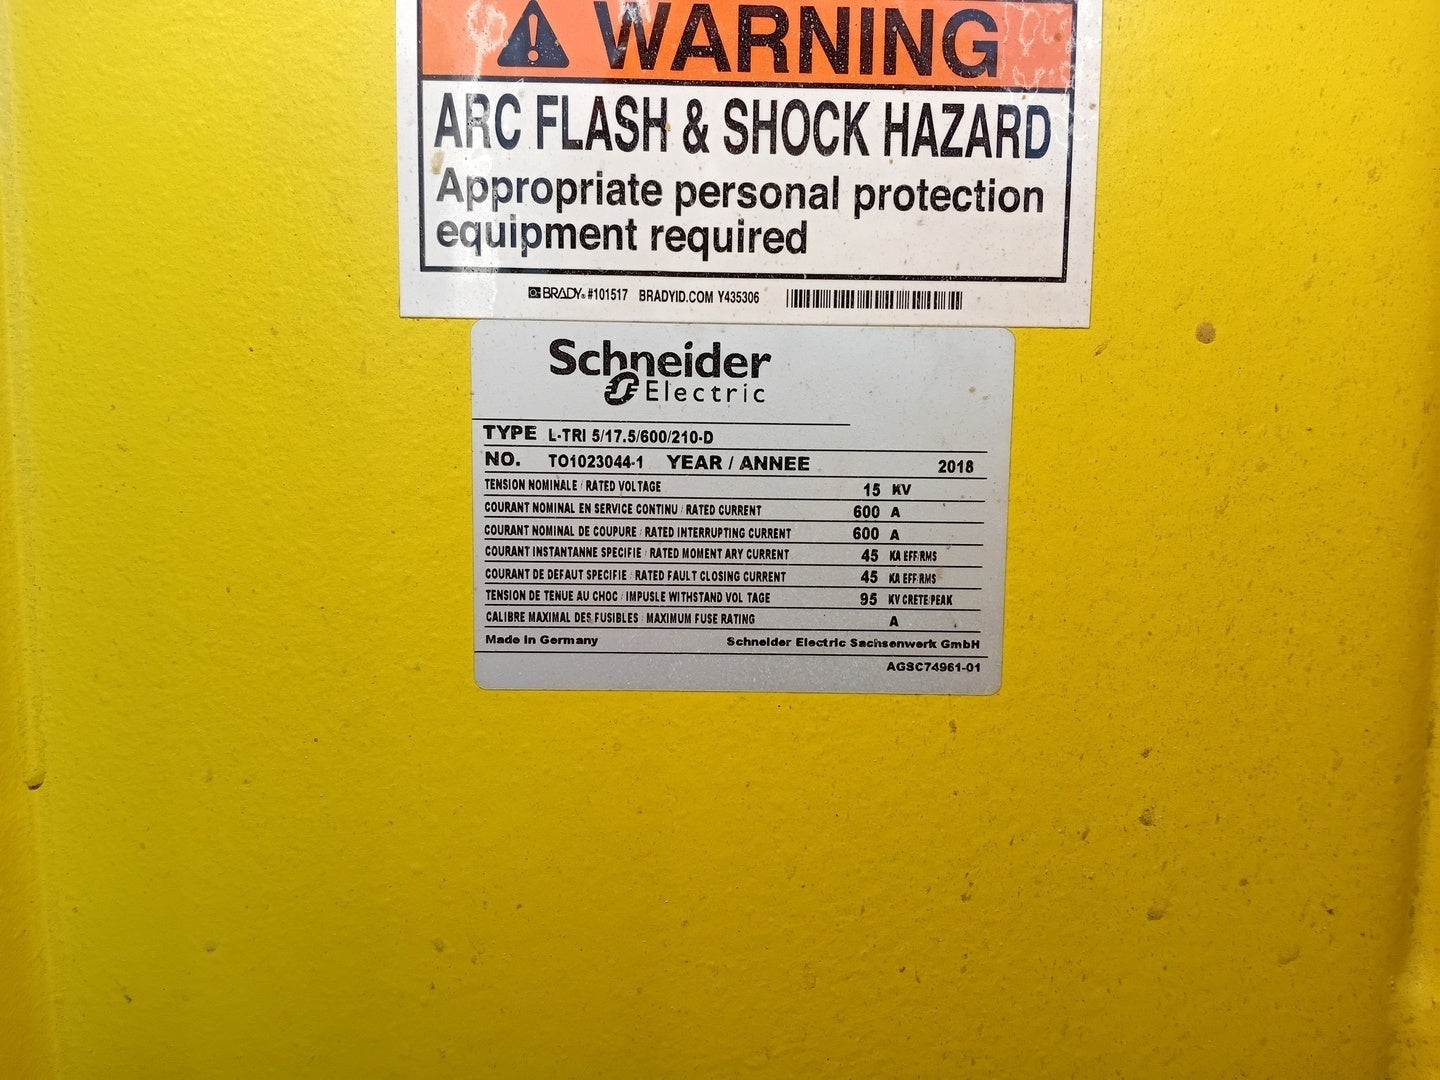 WARNING
ARC FLASH & SHOCK HAZARD
Appropriate personal protection
equipment required
BRADY® #101517 BRADYID.COM Y435306
Schneider
Electric
TYPE L-TRI 5/17.5/600/210-D
NO. TO1023044-1 YEAR / ANNEE 2018
TENSION NOMINALE / RATED VOLTAGE 15 KV
COURANT NOMINAL EN SERVICE CONTINU / RATED CURRENT 600 A
COURANT NOMINAL DE COUPURE / RATED INTERRUPTING CURRENT 600 A
COURANT INSTANTANNE SPECIFIE / RATED MOMENT ARY CURRENT 45 KA EFF/RMS
COURANT DE DEFAUT SPECIFIE / RATED FAULT CLOSING CURRENT 45 KA EFF/RMS
TENSION DE TENUE AU CHOC / IMPUSLE WITHSTAND VOL TAGE 95 KV CRETE/PEAK
CALIBRE MAXIMAL DES FUSIBLES / MAXIMUM FUSE RATING A
Made in Germany Schneider Electric Sachsenwerk GmbH
AGSC74961-01